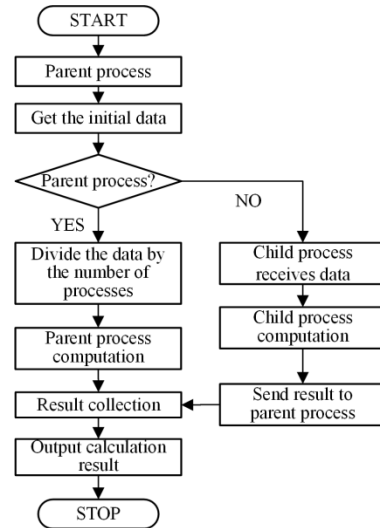 START
Parent process
Get the initial data
Parent process?
NO
YES
Divide the data by
the number of
processes
Parent process
computation
Result collection
Output calculation
result
STOP
Child process
receives data
Child process
computation
Send result to
parent process